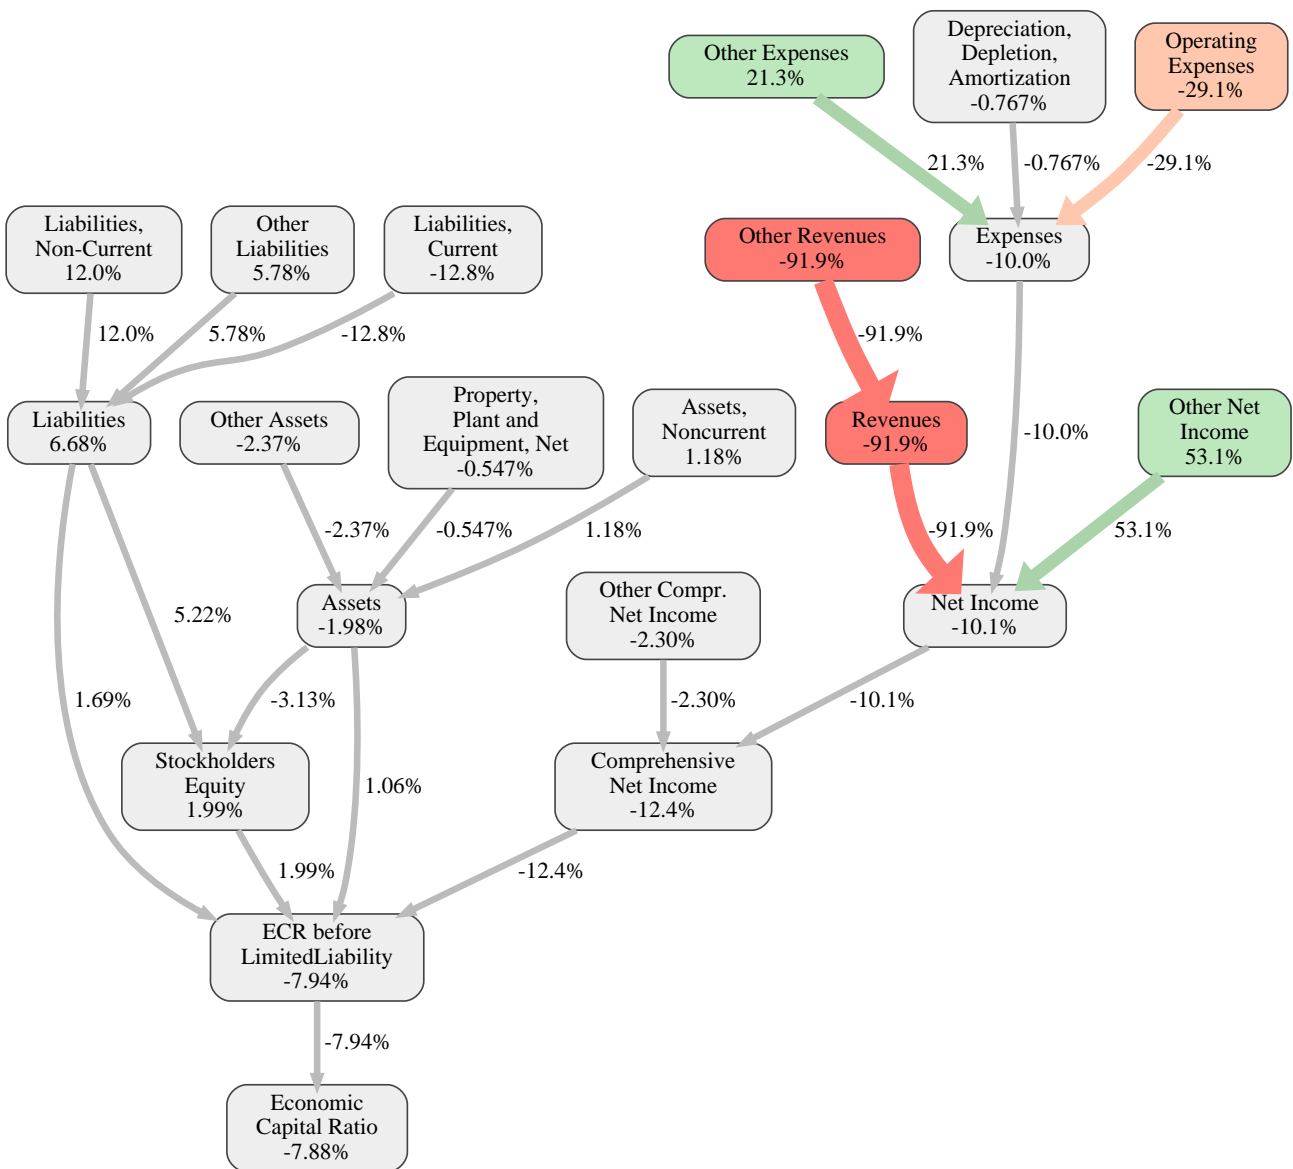 Other Expenses
21.3%
Depreciation,
Depletion,
Amortization
-0.767%
Operating
Expenses
-29.1%
21.3%
-0.767%
-29.1%
Liabilities,
Non-Current
12.0%
Other
Liabilities
5.78%
Liabilities,
Current
-12.8%
Other Revenues
-91.9%
Expenses
-10.0%
12.0%
5.78%
-12.8%
-91.9%
Liabilities
6.68%
Other Assets
-2.37%
Property,
Plant and
Equipment, Net
-0.547%
Assets,
Noncurrent
1.18%
Revenues
-91.9%
-10.0%
Other Net
Income
53.1%
-2.37%
-0.547%
1.18%
-91.9%
53.1%
Assets
-1.98%
Other Compr.
Net Income
-2.30%
Net Income
-10.1%
5.22%
1.69%
-3.13%
-2.30%
-10.1%
Stockholders
Equity
1.99%
1.06%
Comprehensive
Net Income
-12.4%
1.99%
-12.4%
ECR before
LimitedLiability
-7.94%
-7.94%
Economic
Capital Ratio
-7.88%